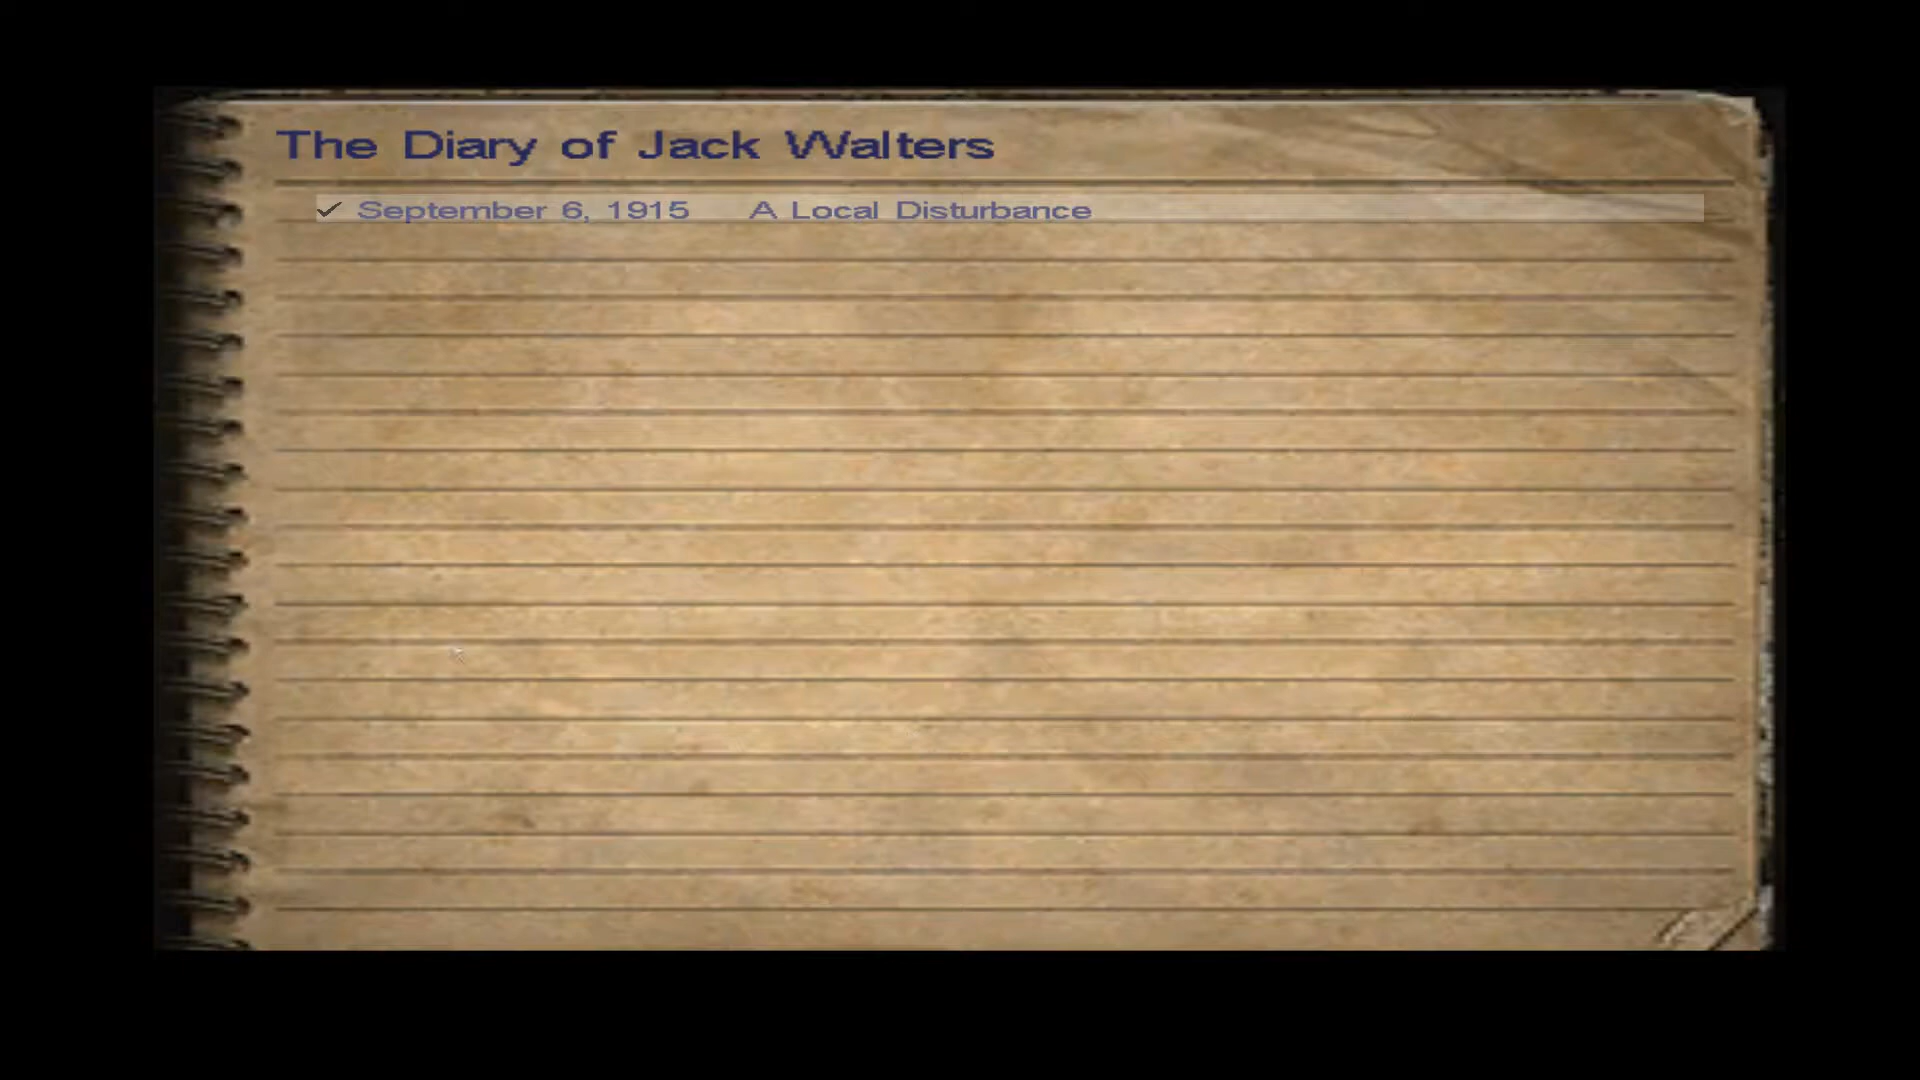 The Diary of Jack Walters
✓ September 6, 1915 A Local Disturbance